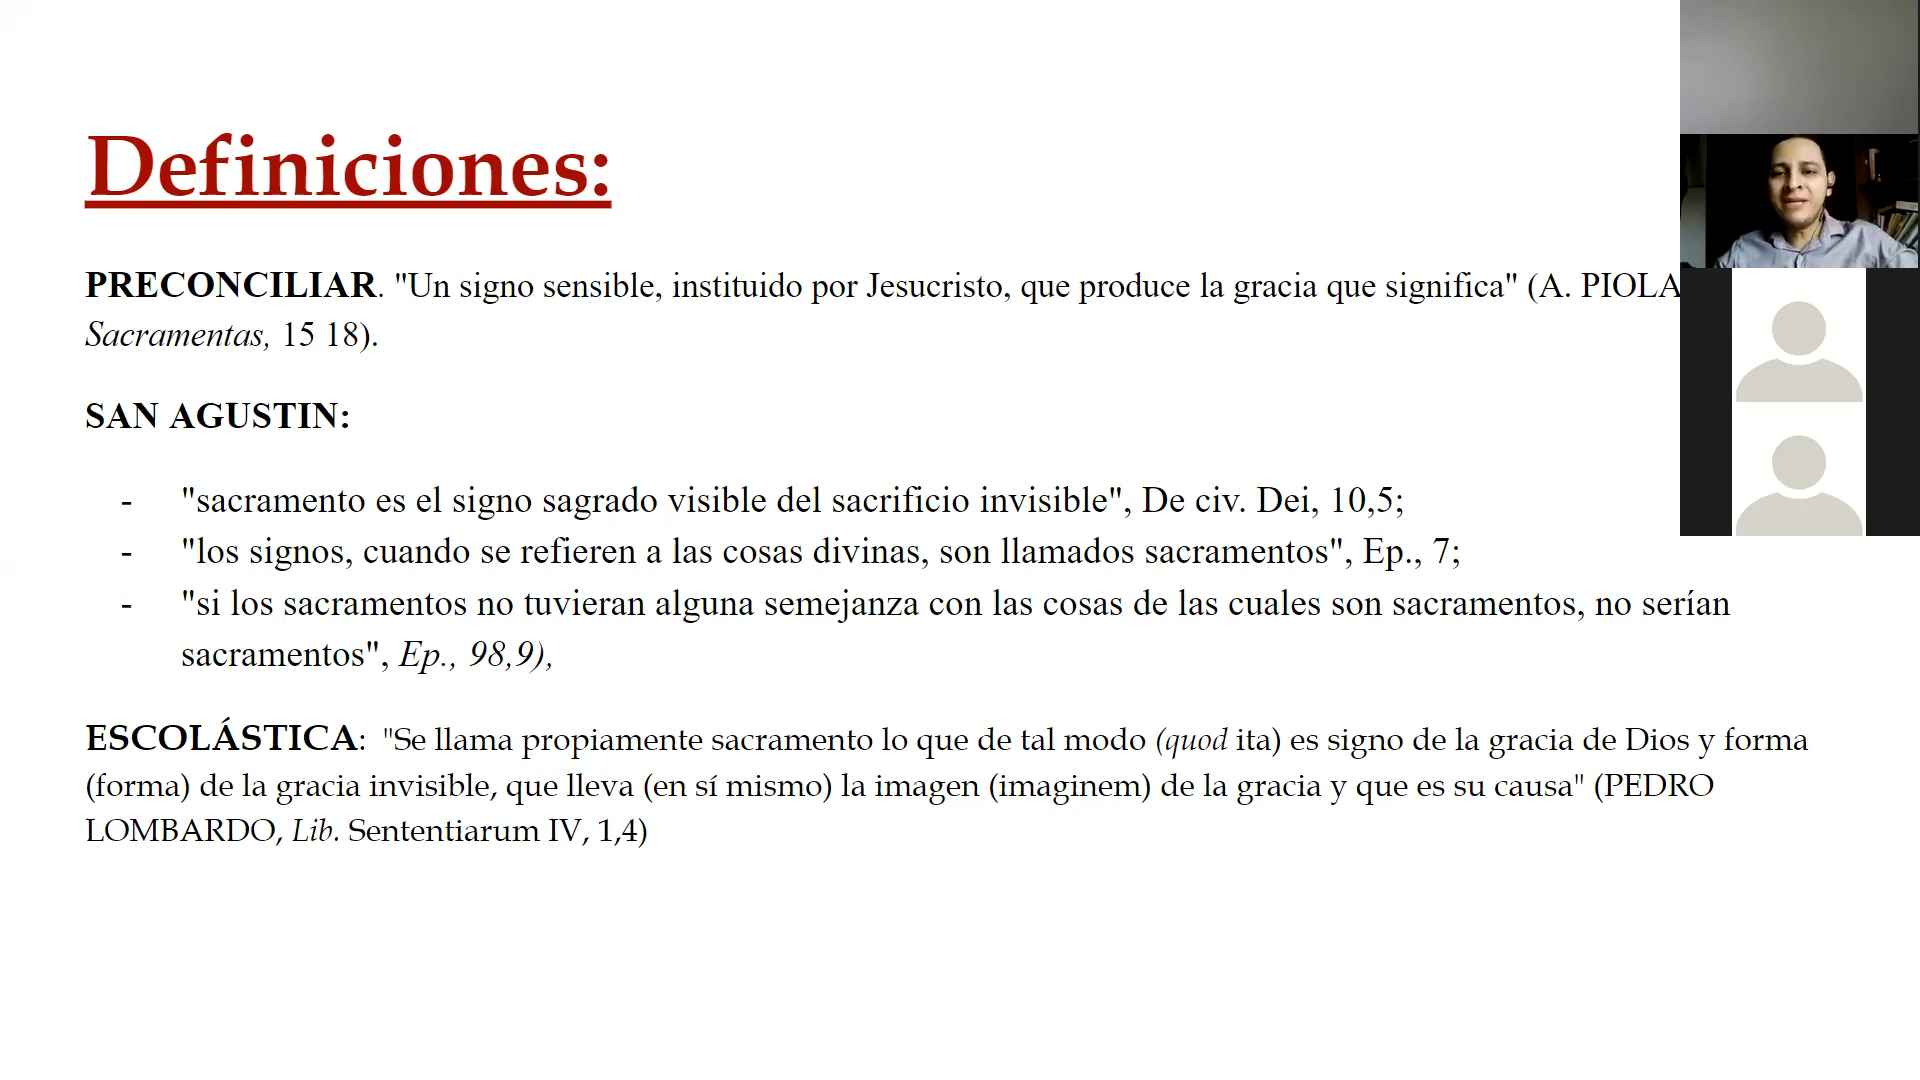 Definiciones:
PRECONCILIAR. "Un signo sensible, instituido por Jesucristo, que produce la gracia que significa" (A. PIOLA
Sacramentas, 15 18).
SAN AGUSTIN:
- "sacramento es el signo sagrado visible del sacrificio invisible", De civ. Dei, 10,5;
- "los signos, cuando se refieren a las cosas divinas, son llamados sacramentos", Ep., 7;
- "si los sacramentos no tuvieran alguna semejanza con las cosas de las cuales son sacramentos, no serían
sacramentos", Ep., 98,9),
ESCOLÁSTICA: "Se llama propiamente sacramento lo que de tal modo (quod ita) es signo de la gracia de Dios y forma
(forma) de la gracia invisible, que lleva (en sí mismo) la imagen (imaginem) de la gracia y que es su causa" (PEDRO
LOMBARDO, Lib. Sententiarum IV, 1,4)